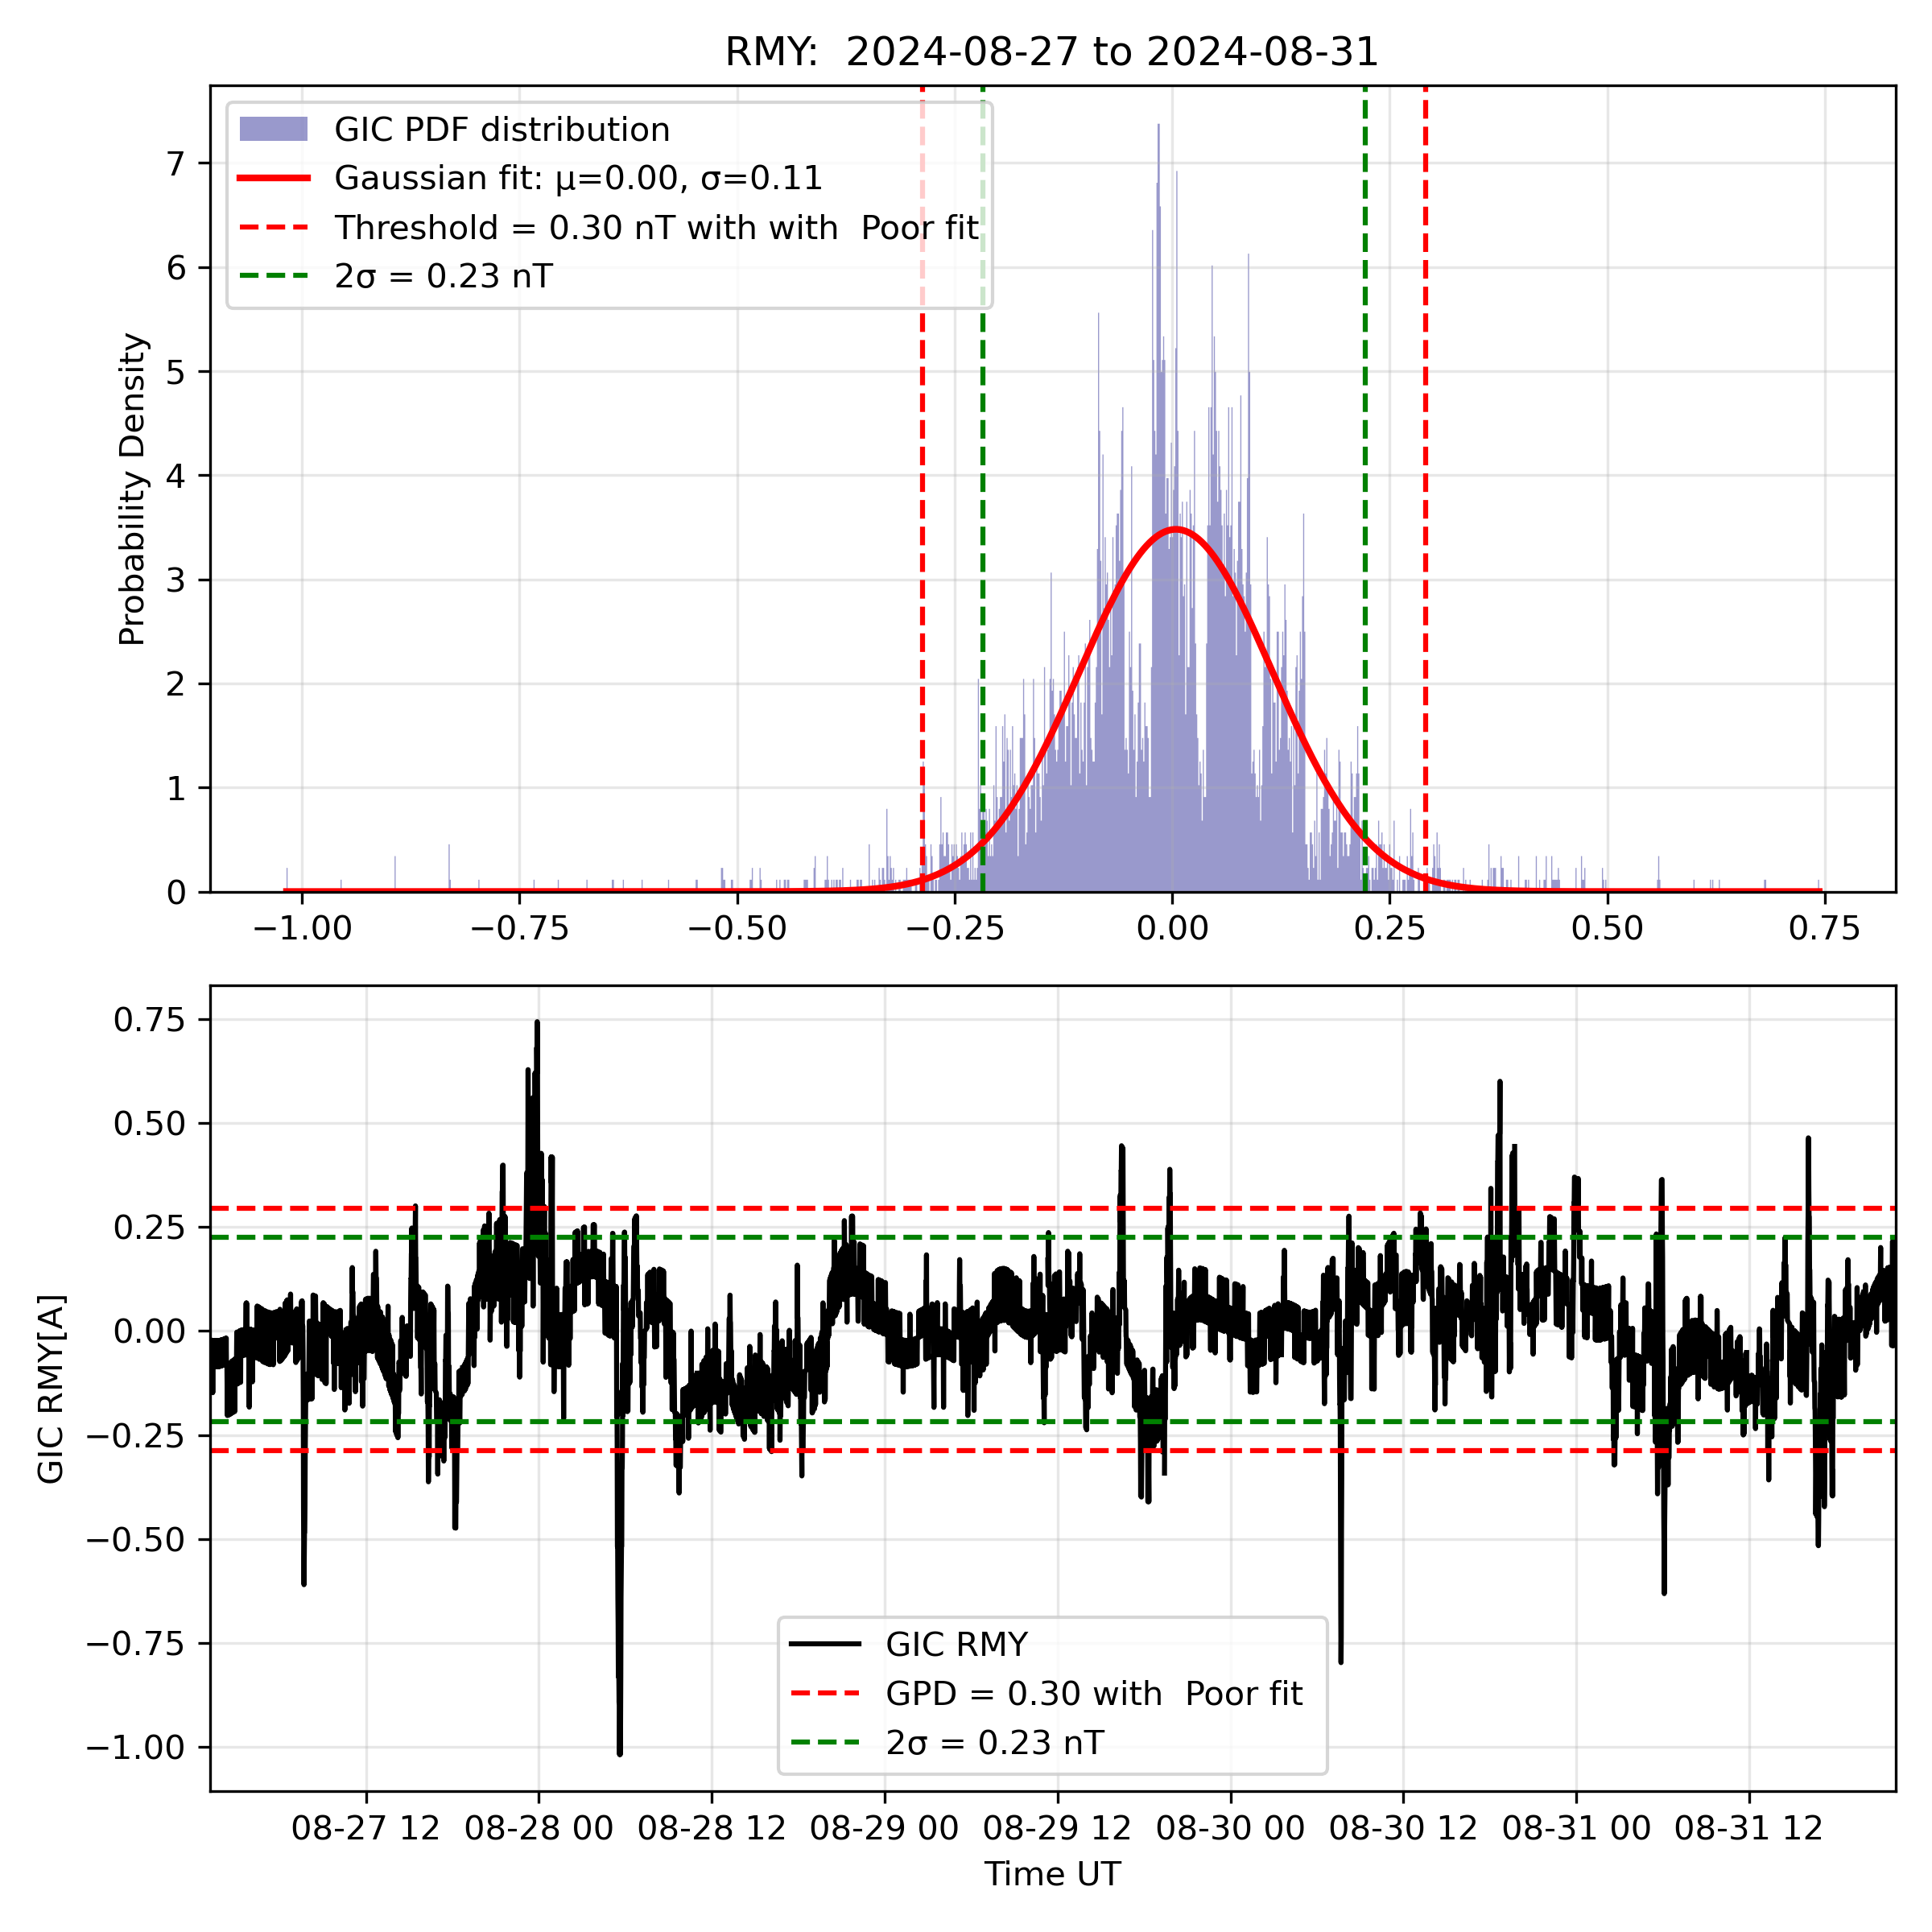 RMY:  2024-08-27 to 2024-08-31
GIC PDF distribution
Gaussian fit: μ=0.00, σ=0.11
Threshold = 0.30 nT with with  Poor fit
2σ = 0.23 nT
Probability Density
7
6
5
4
3
2
1
0
−1.00 −0.75 −0.50 −0.25 0.00 0.25 0.50 0.75
GIC RMY[A]
0.75
0.50
0.25
0.00
−0.25
−0.50
−0.75
−1.00
GIC RMY
GPD = 0.30 with  Poor fit
2σ = 0.23 nT
08-27 12 08-28 00 08-28 12 08-29 00 08-29 12 08-30 00 08-30 12 08-31 00 08-31 12
Time UT